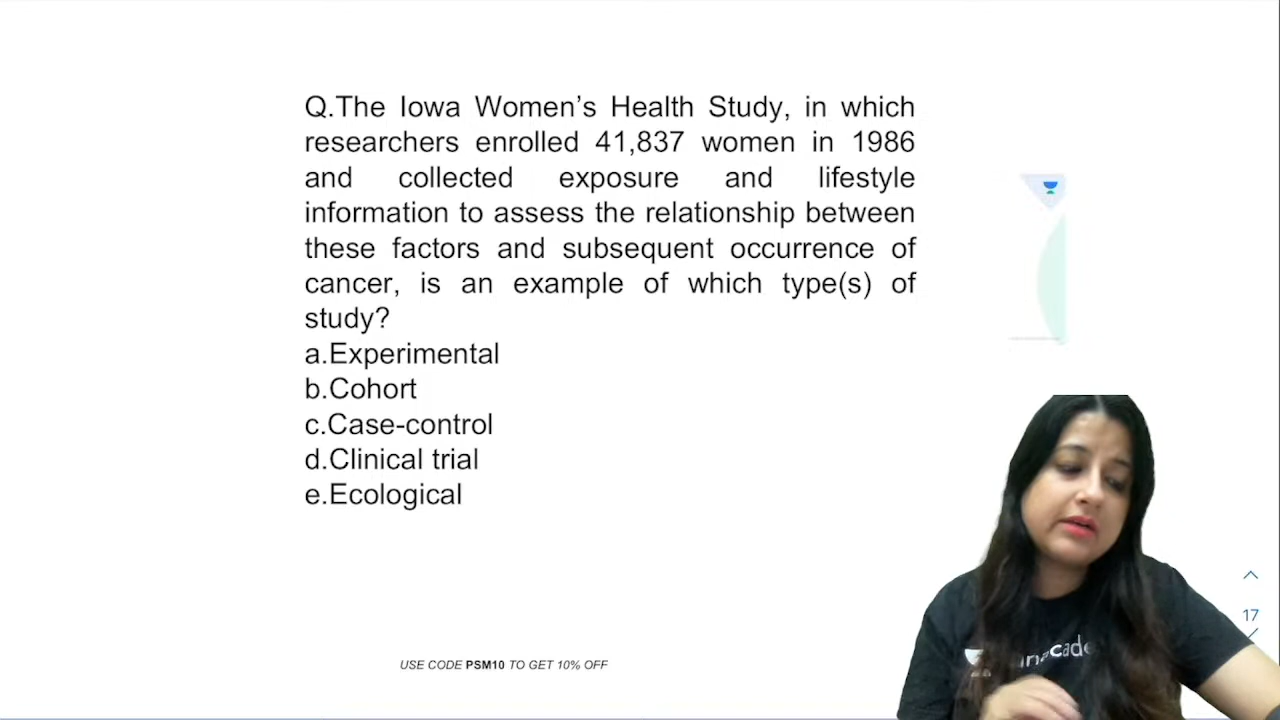 Q.The Iowa Women's Health Study, in which
researchers enrolled 41,837 women in 1986
and collected exposure and lifestyle
information to assess the relationship between
these factors and subsequent occurrence of
cancer, is an example of which type(s) of
study?
a.Experimental
b.Cohort
c.Case-control
d.Clinical trial
e.Ecological
17
USE CODE PSM10 TO GET 10% OFF